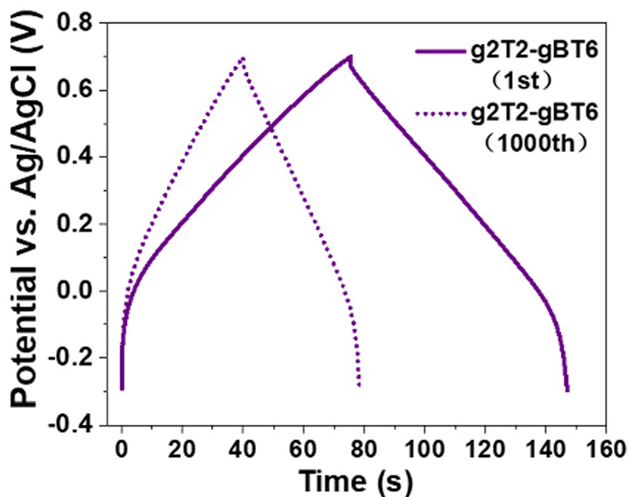 Potential vs. Ag/AgCl (V)
0.8
0.6
0.4
0.2
0.0
-0.2
-0.4
g2T2-gBT6
（1st）
g2T2-gBT6
（1000th）
0 20 40 60 80 100 120 140 160
Time (s)